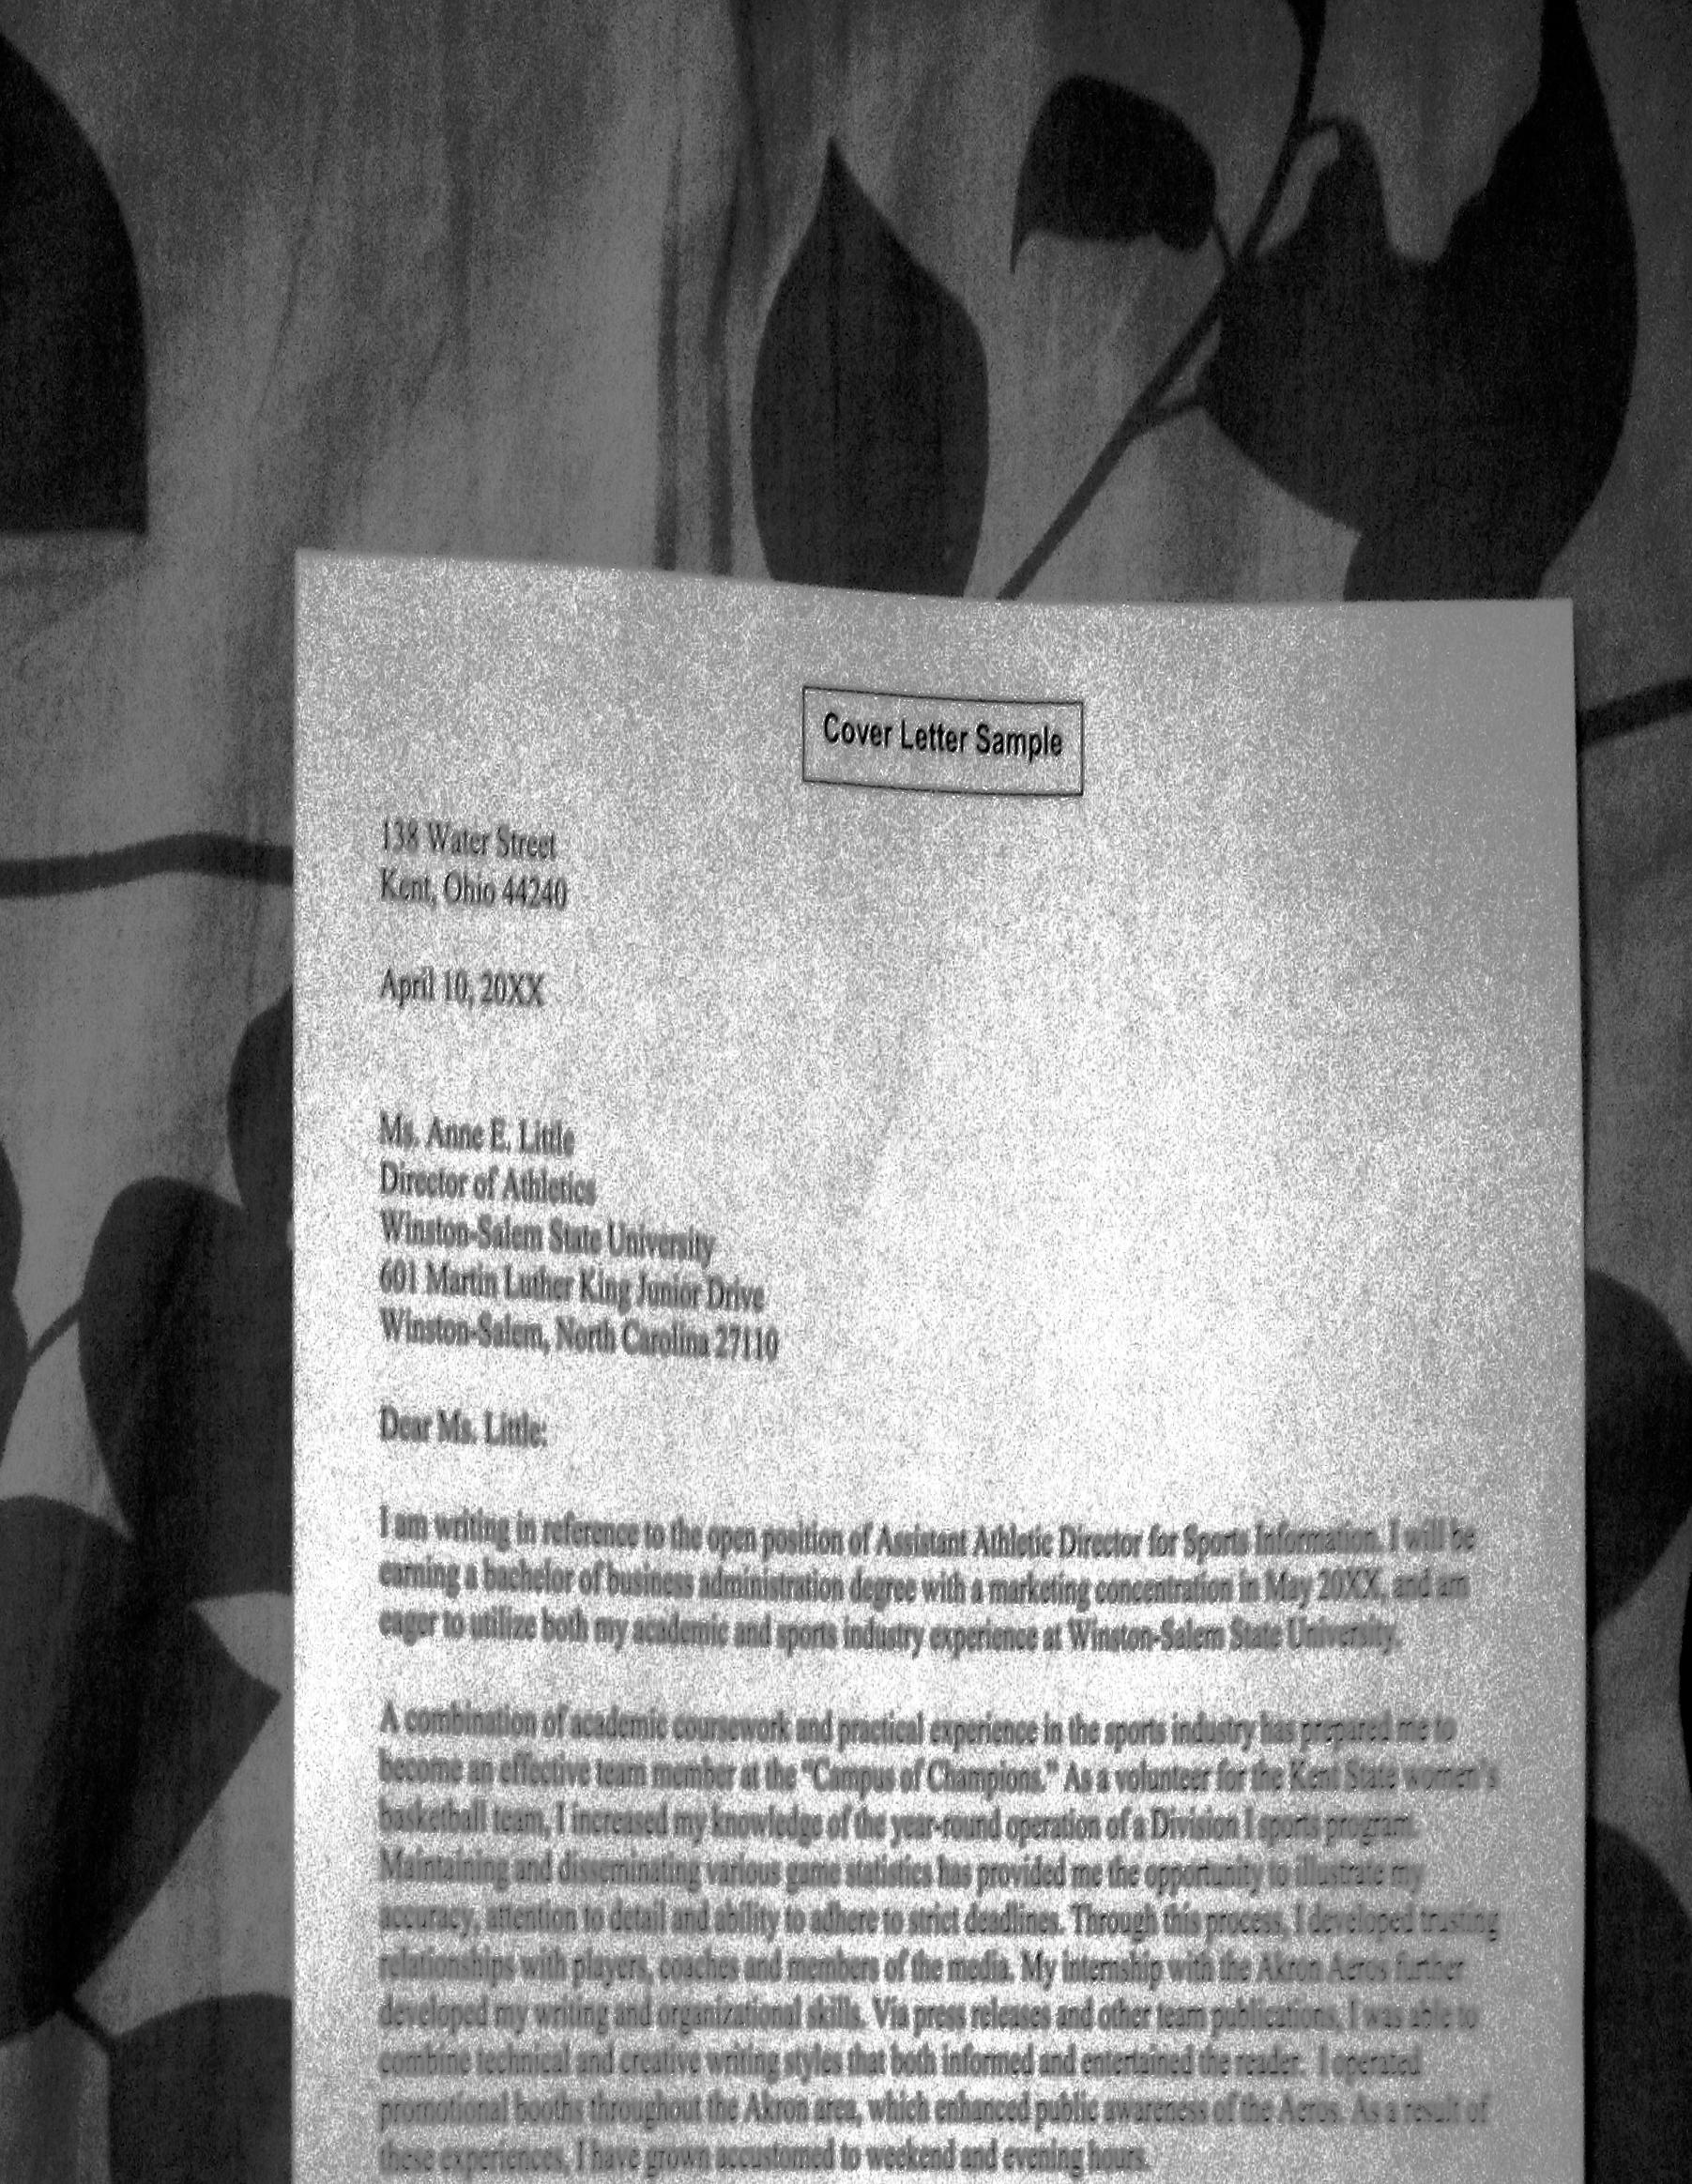 Cover Letter Sample
138 Water Street
Kent, Ohio 44240
April 10, 20XX
Ms. Anne E. Little
Director of Athletics
Winston-Salem State University
601 Martin Luther King Junior Drive
Winston-Salem, North Carolina 27110
Dear Ms. Little:
I am writing in reference to the open position of Assistant Athletic Director for Sports Information. I will be
earning a bachelor of business administration degree with a marketing concentration in May 20XX, and am
eager to utilize both my academic and sports industry experience at Winston-Salem State University.
A combination of academic coursework and practical experience in the sports industry has prepared me to
become an effective team member at the "Campus of Champions." As a volunteer for the Kent State women's
basketball team, I increased my knowledge of the year-round operation of a Division I sports program.
Maintaining and disseminating various game statistics has provided me the opportunity to illustrate my
accuracy, attention to detail and ability to adhere to strict deadlines. Through this process, I developed trusting
relationships with players, coaches and members of the media. My internship with the Akron Aeros further
developed my writing and organizational skills. Via press releases and other team publications, I was able to
combine technical and creative writing styles that both informed and entertained the reader. I operated
promotional booths throughout the Akron area, which enhanced public awareness of the Aeros. As a result of
these experiences, I have grown accustomed to weekend and evening hours.